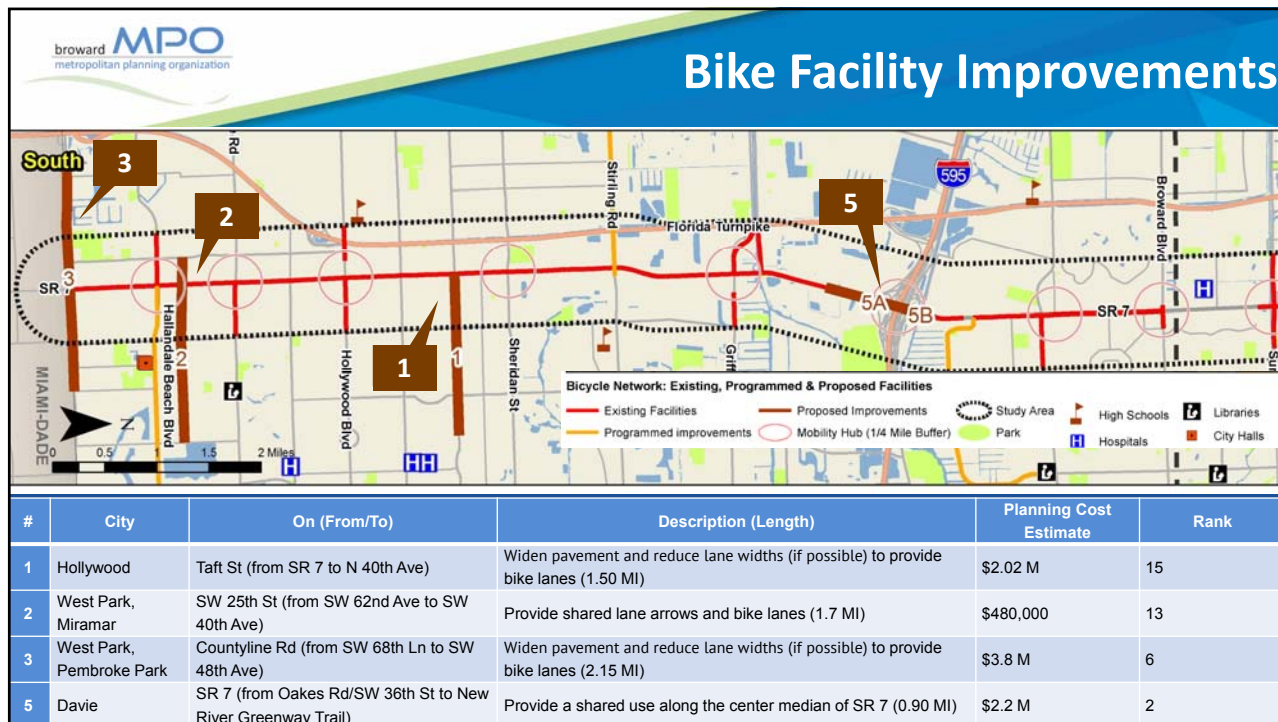 broward MPO
metropolitan planning organization
Bike Facility Improvements
South
3
2
1
5
Rd
Stirling Rd
595
Florida Turnpike
Broward Blvd
SR 7
3
Hallandale Beach Blvd
2
Hollywood Blvd
1
Sheridan St
Griff
5A
5B
SR-7
Sur
MIAMI-DADE
N
0 0.5 1 1.5 2 Miles
H
H H
H
Bicycle Network: Existing, Programmed & Proposed Facilities
Existing Facilities
Proposed Improvements
Study Area
High Schools
Libraries
Programmed improvements
Mobility Hub (1/4 Mile Buffer)
Park
H Hospitals
City Halls
# City On (From/To) Description (Length) Planning Cost Estimate Rank
1 Hollywood Taft St (from SR 7 to N 40th Ave) Widen pavement and reduce lane widths (if possible) to provide bike lanes (1.50 MI) $2.02 M 15
2 West Park, Miramar SW 25th St (from SW 62nd Ave to SW 40th Ave) Provide shared lane arrows and bike lanes (1.7 MI) $480,000 13
3 West Park, Pembroke Park Countyline Rd (from SW 68th Ln to SW 48th Ave) Widen pavement and reduce lane widths (if possible) to provide bike lanes (2.15 MI) $3.8 M 6
5 Davie SR 7 (from Oakes Rd/SW 36th St to New River Greenway Trail) Provide a shared use along the center median of SR 7 (0.90 MI) $2.2 M 2